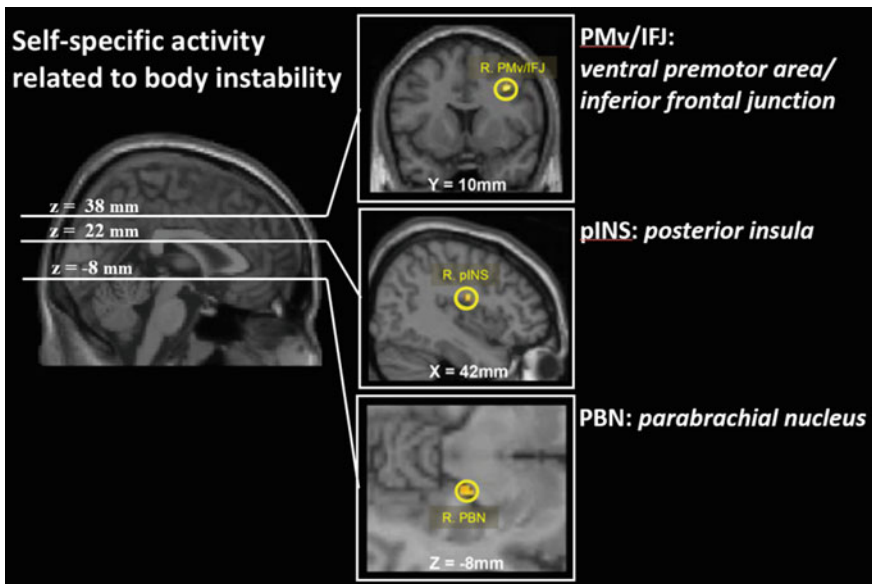 Self-specific activity
related to body instability
z = 38 mm
z = 22 mm
z = -8 mm
R. PMv/IFJ
Y = 10mm
PMv/IFJ:
ventral premotor area/
inferior frontal junction
R. pINS
X = 42mm
pINS: posterior insula
R. PBN
Z = -8mm
PBN: parabrachial nucleus